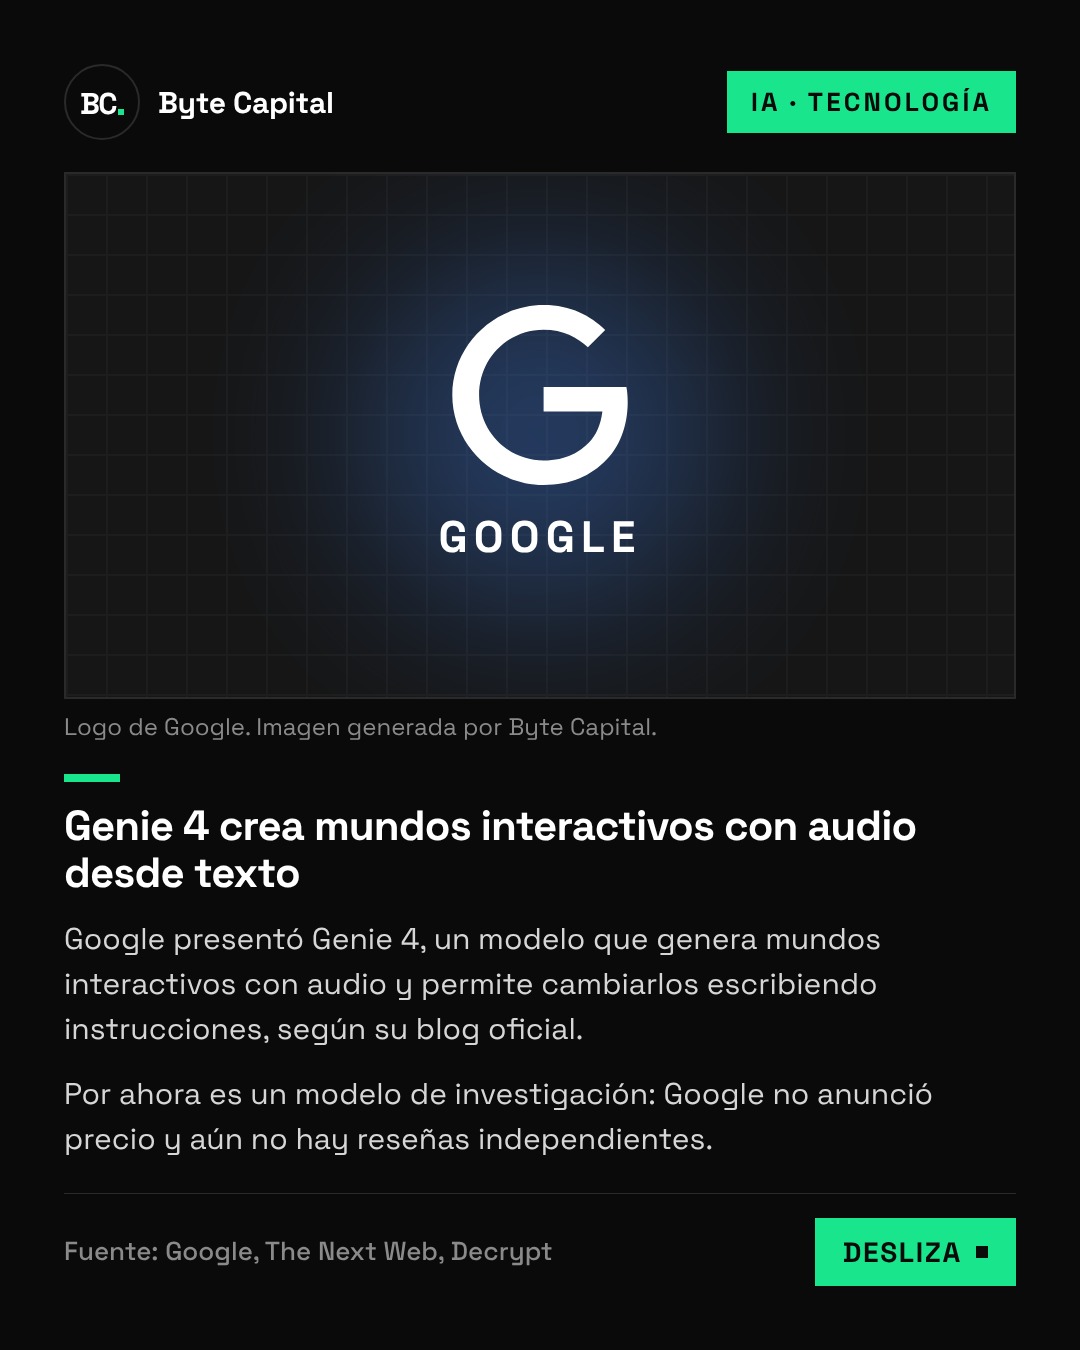 BC.
Byte Capital
IA · TECNOLOGÍA
GOOGLE
Logo de Google. Imagen generada por Byte Capital.
Genie 4 crea mundos interactivos con audio
desde texto
Google presentó Genie 4, un modelo que genera mundos
interactivos con audio y permite cambiarlos escribiendo
instrucciones, según su blog oficial.
Por ahora es un modelo de investigación: Google no anunció
precio y aún no hay reseñas independientes.
Fuente: Google, The Next Web, Decrypt
DESLIZA